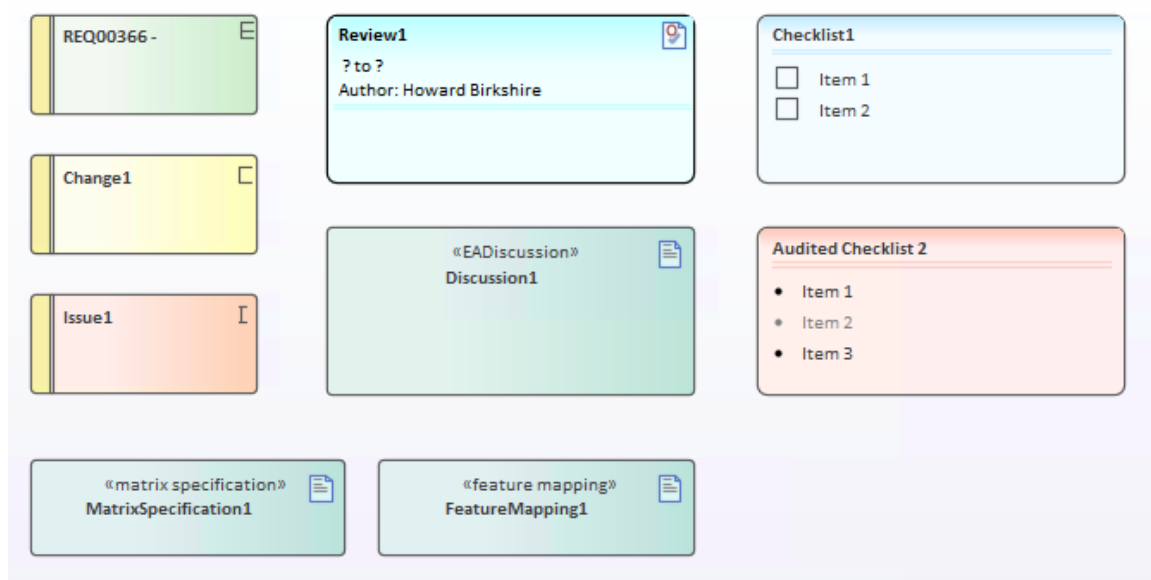 REQ00366 -
E
Review1
? to ?
Author: Howard Birkshire
Checklist1
Item 1
Item 2
Change1
Issue1
I
«EADiscussion»
Discussion1
Audited Checklist 2
Item 1
Item 2
Item 3
«matrix specification»
MatrixSpecification1
«feature mapping»
FeatureMapping1